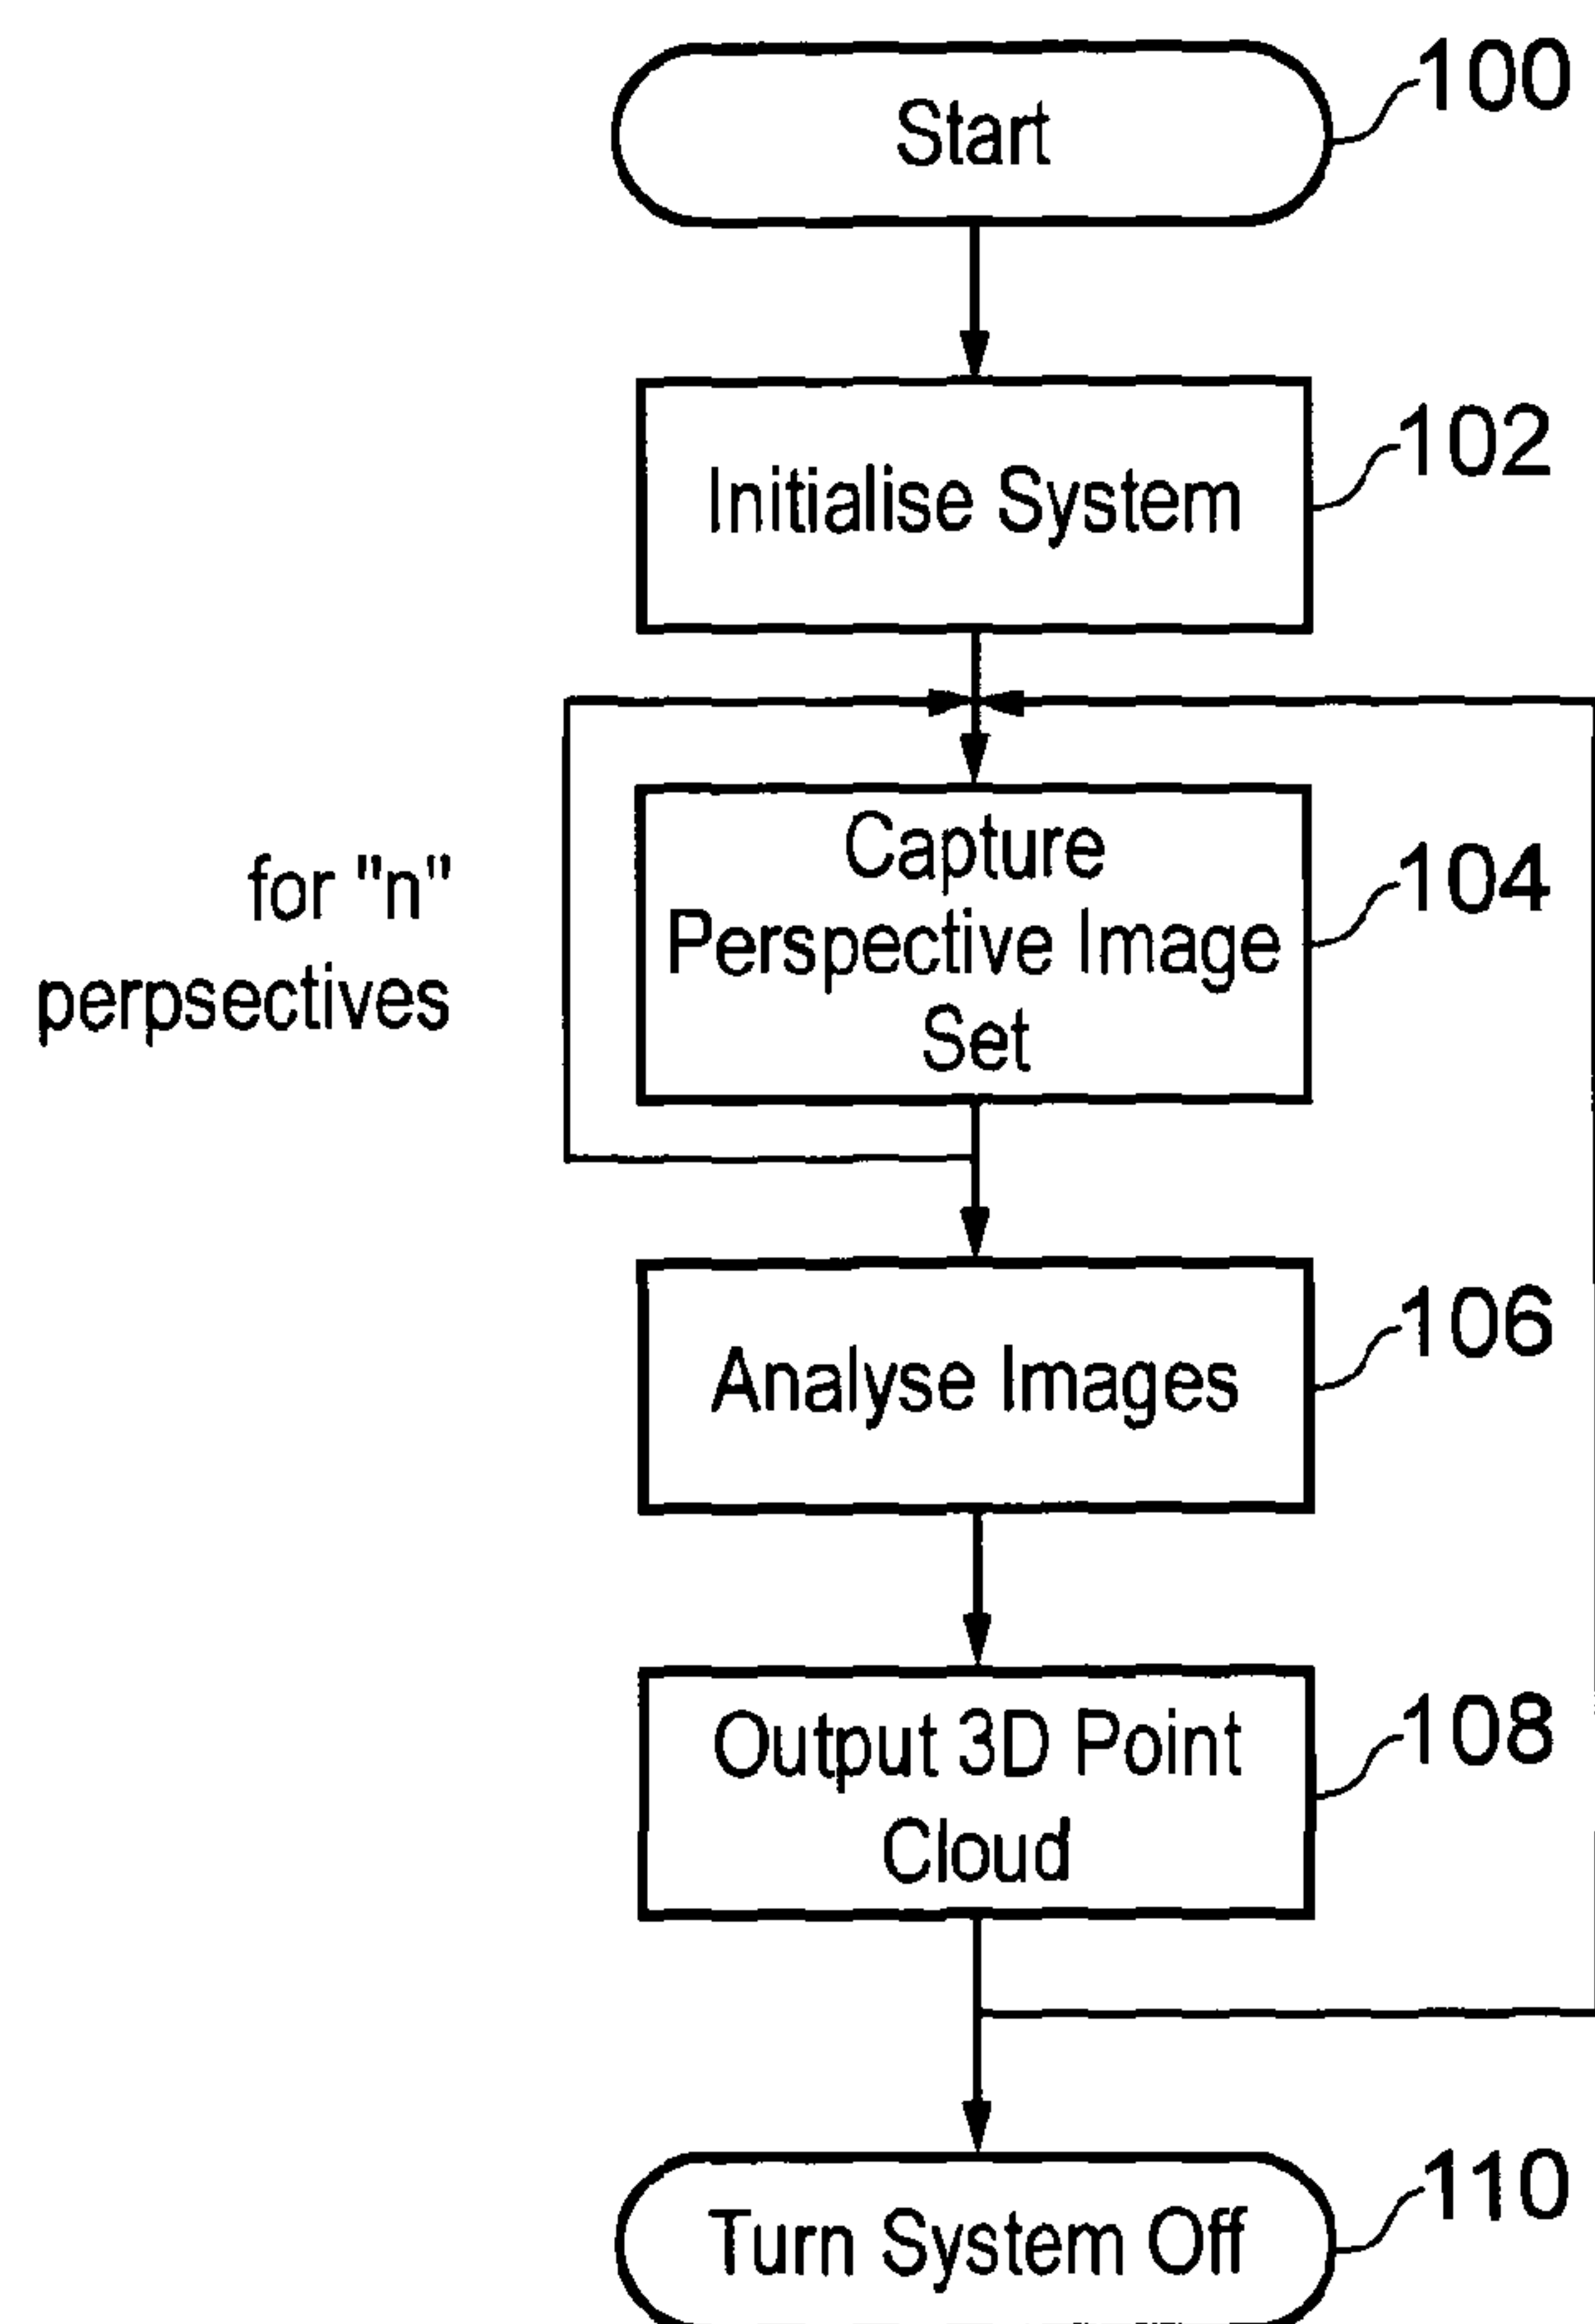 Start
100
Initialise System
102
for "n"
perpsectives
Capture
Perspective Image
Set
104
Analyse Images
106
Output 3D Point
Cloud
108
Turn System Off
110